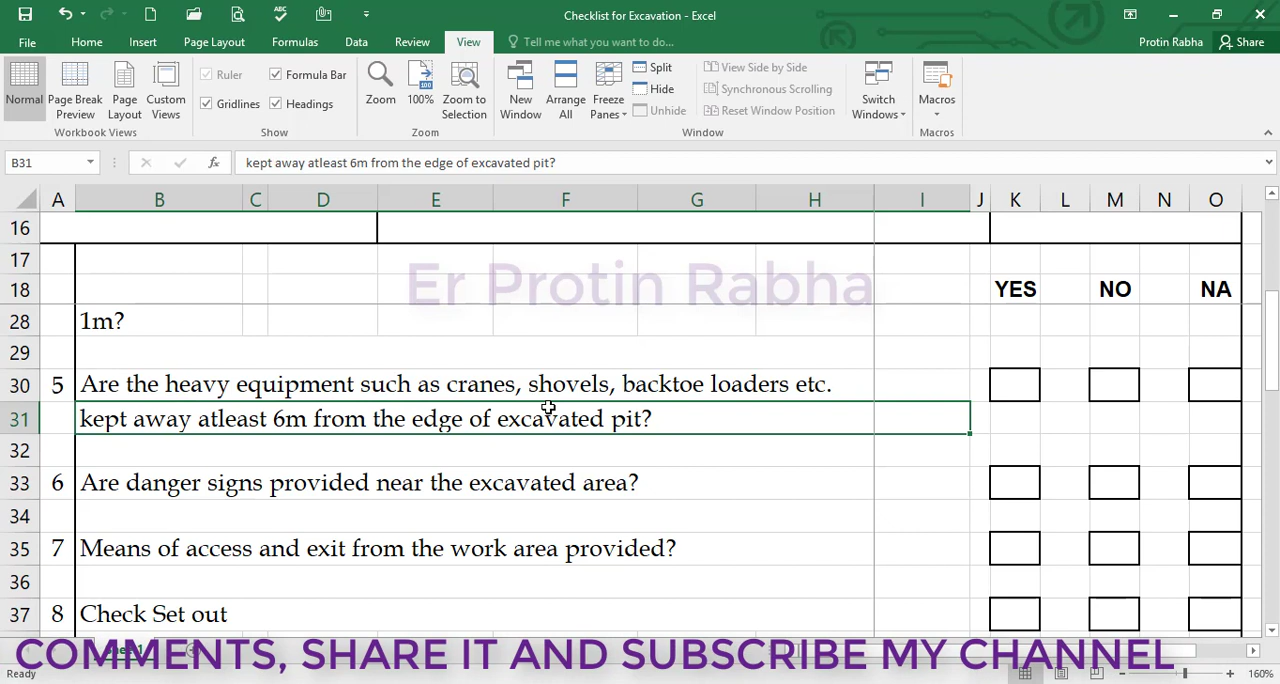 Checklist for Excavation - Excel
File Home Insert Page Layout Formulas Data Review View Tell me what you want to do... Protin Rabha Share
Normal Page Break Preview Page Layout Custom Views
Workbook Views
Ruler Formula Bar
Gridlines Headings
Show
Zoom 100% Zoom to Selection
Zoom
New Window Arrange All Freeze Panes
Split
Hide
Unhide
View Side by Side
Synchronous Scrolling
Reset Window Position
Switch Windows
Window
Macros
Macros
B31 fx kept away atleast 6m from the edge of excavated pit?
A B C D E F G H I J K L M N O
16
17
Er Protin Rabha
18 YES NO NA
28 1m?
29
30 5 Are the heavy equipment such as cranes, shovels, backtoe loaders etc.
31 kept away atleast 6m from the edge of excavated pit?
32
33 6 Are danger signs provided near the excavated area?
34
35 7 Means of access and exit from the work area provided?
36
37 8 Check Set out
COMMENTS, SHARE IT AND SUBSCRIBE MY CHANNEL
Ready 160%